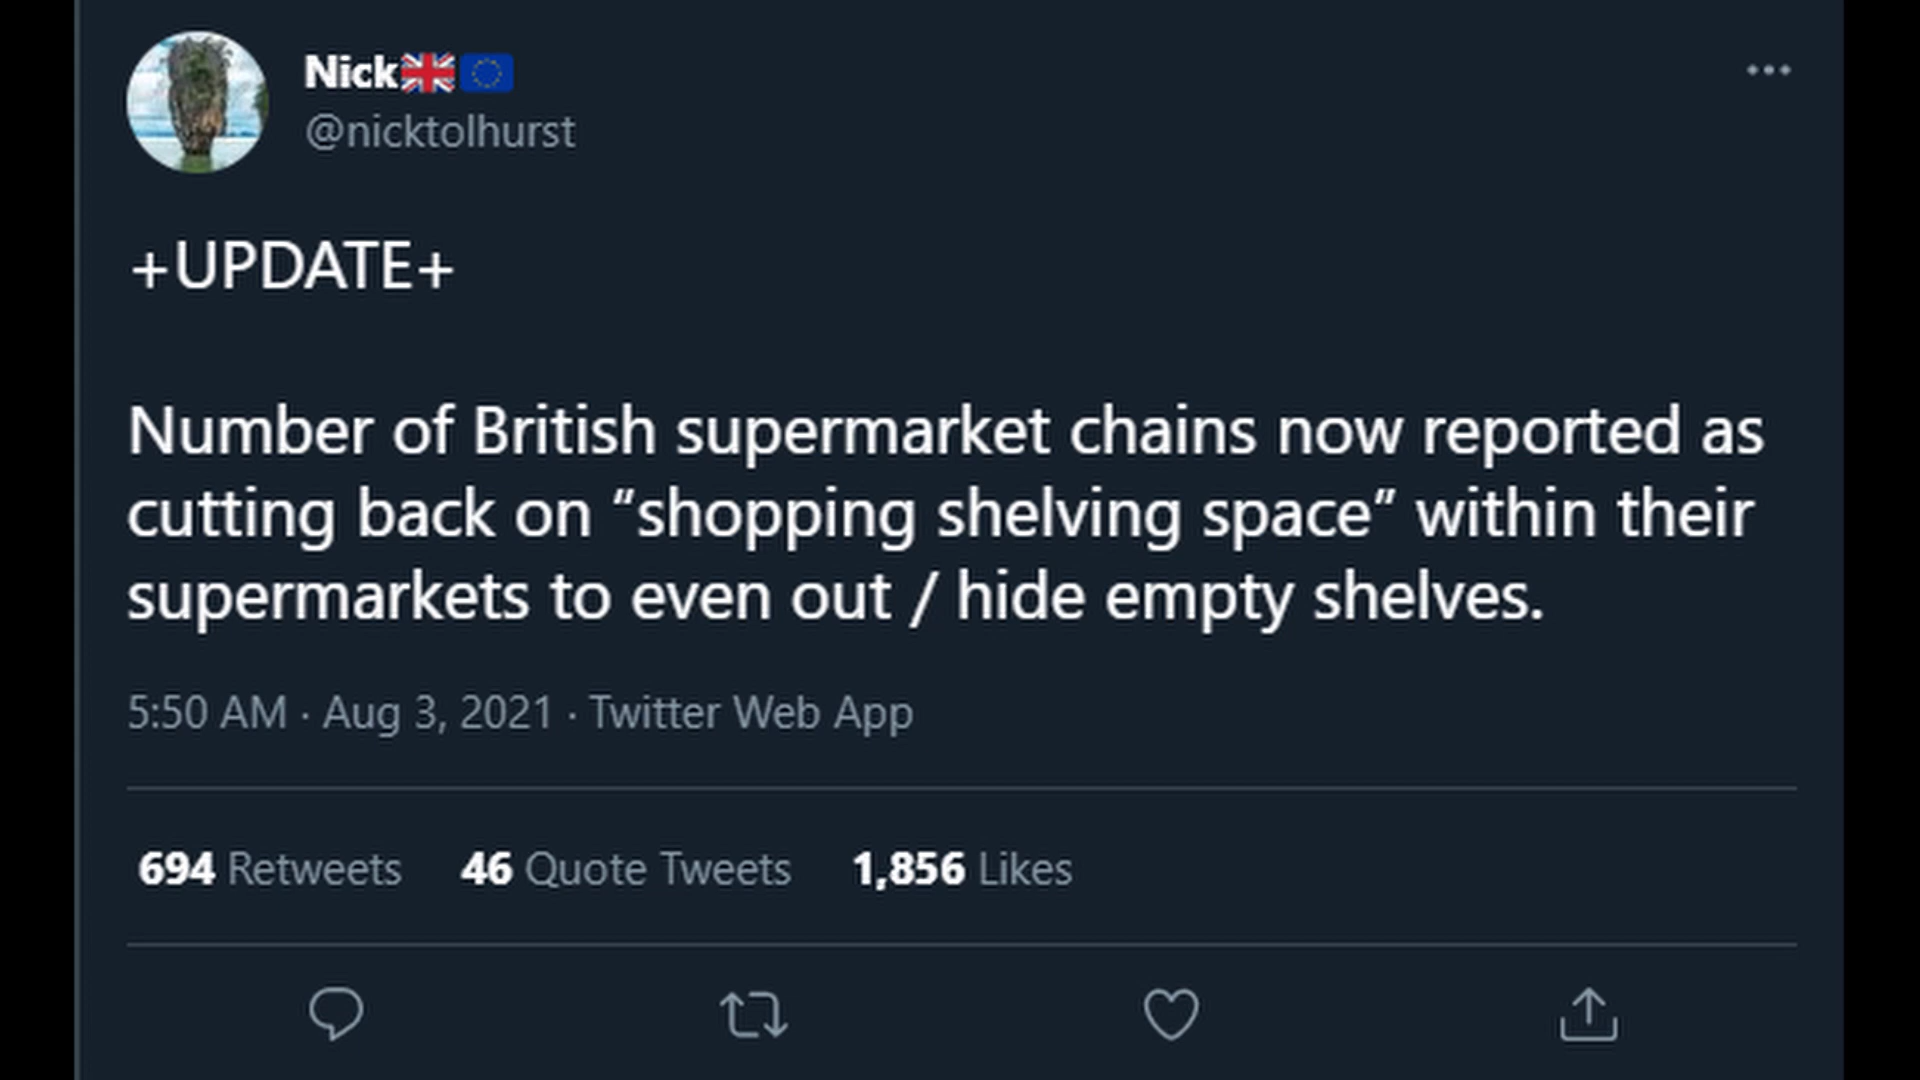 Nick🇬🇧🇪🇺
@nicktolhurst
+UPDATE+
Number of British supermarket chains now reported as
cutting back on “shopping shelving space” within their
supermarkets to even out / hide empty shelves.
5:50 AM · Aug 3, 2021 · Twitter Web App
694 Retweets 46 Quote Tweets 1,856 Likes